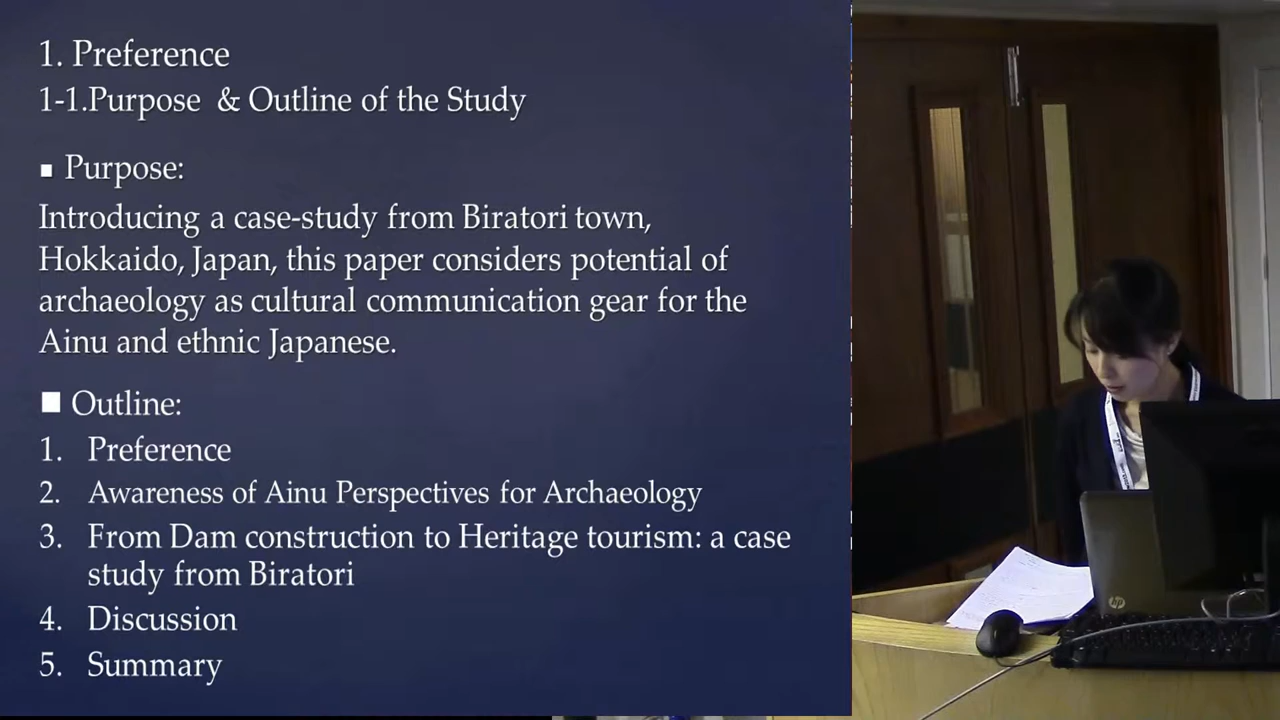 1. Preference
1-1.Purpose & Outline of the Study
▪ Purpose:
Introducing a case-study from Biratori town,
Hokkaido, Japan, this paper considers potential of
archaeology as cultural communication gear for the
Ainu and ethnic Japanese.
■ Outline:
1. Preference
2. Awareness of Ainu Perspectives for Archaeology
3. From Dam construction to Heritage tourism: a case
study from Biratori
4. Discussion
5. Summary
hp